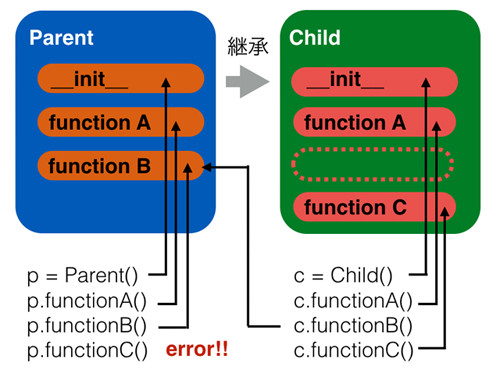 Parent
__init__
function A
function B
継承
Child
__init__
function A
function C
p = Parent()
p.functionA()
p.functionB()
p.functionC() error!!
c = Child()
c.functionA()
c.functionB()
c.functionC()